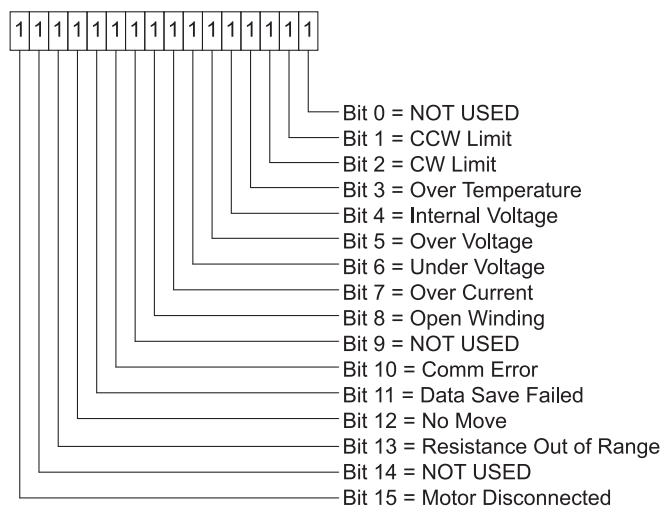 1 1 1 1 1 1 1 1 1 1 1 1 1 1 1 1
Bit 0 = NOT USED
Bit 1 = CCW Limit
Bit 2 = CW Limit
Bit 3 = Over Temperature
Bit 4 = Internal Voltage
Bit 5 = Over Voltage
Bit 6 = Under Voltage
Bit 7 = Over Current
Bit 8 = Open Winding
Bit 9 = NOT USED
Bit 10 = Comm Error
Bit 11 = Data Save Failed
Bit 12 = No Move
Bit 13 = Resistance Out of Range
Bit 14 = NOT USED
Bit 15 = Motor Disconnected